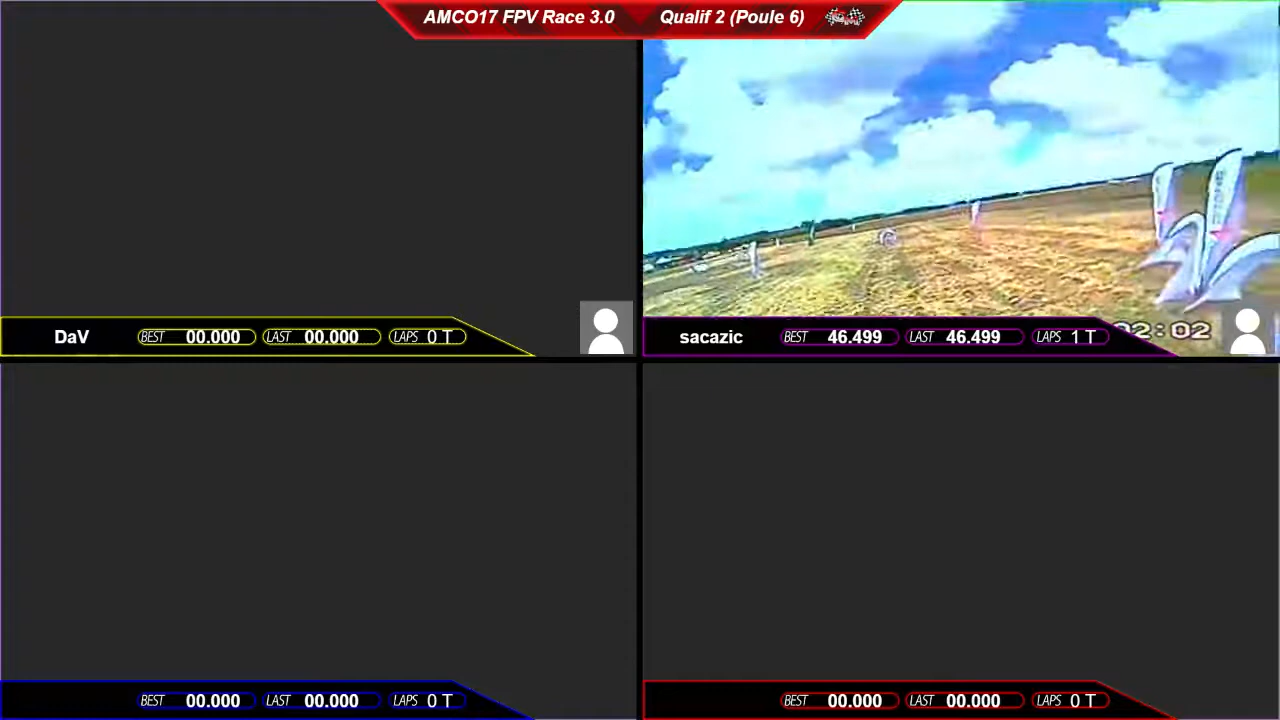 AMCO17 FPV Race 3.0 Qualif 2 (Poule 6)
DaV BEST 00.000 LAST 00.000 LAPS 0 T
sacazic BEST 46.499 LAST 46.499 LAPS 1 T
02:02
BEST 00.000 LAST 00.000 LAPS 0 T
BEST 00.000 LAST 00.000 LAPS 0 T